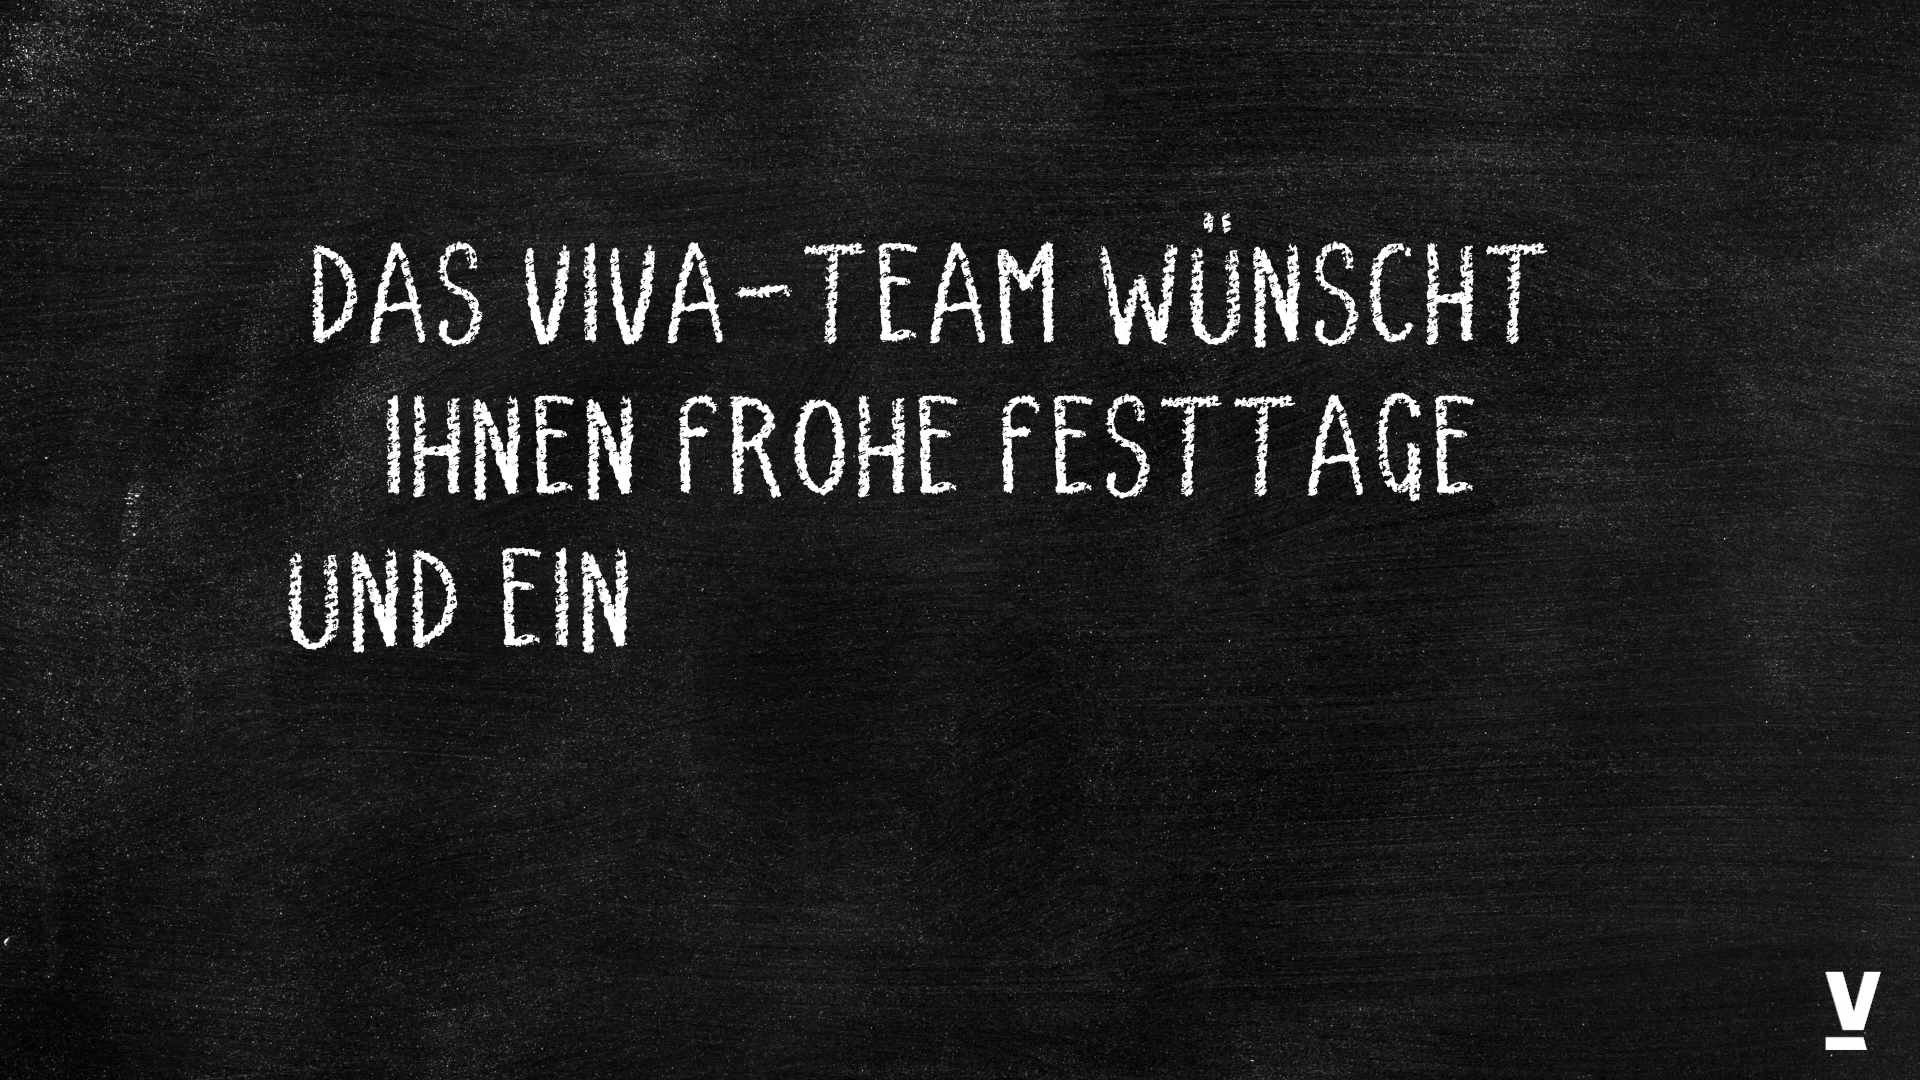 DAS VIVA-TEAM WÜNSCHT
IHNEN FROHE FESTTAGE
UND EIN
V